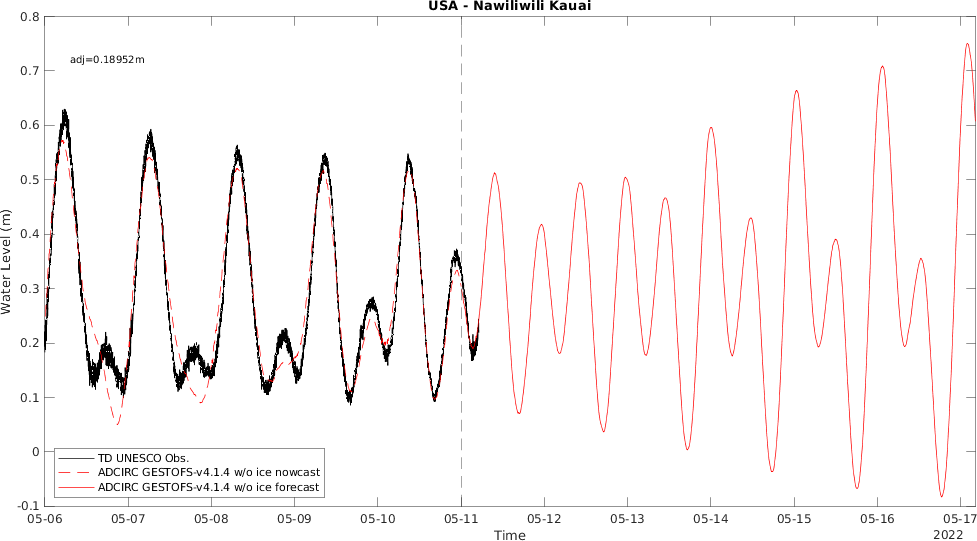 USA - Nawiliwili Kauai
adj=0.18952m
0.8
0.7
0.6
0.5
0.4
0.3
0.2
0.1
0
-0.1
Water Level (m)
TD UNESCO Obs.
ADCIRC GESTOFS-v4.1.4 w/o ice nowcast
ADCIRC GESTOFS-v4.1.4 w/o ice forecast
05-06 05-07 05-08 05-09 05-10 05-11 05-12 05-13 05-14 05-15 05-16 05-17
Time
2022